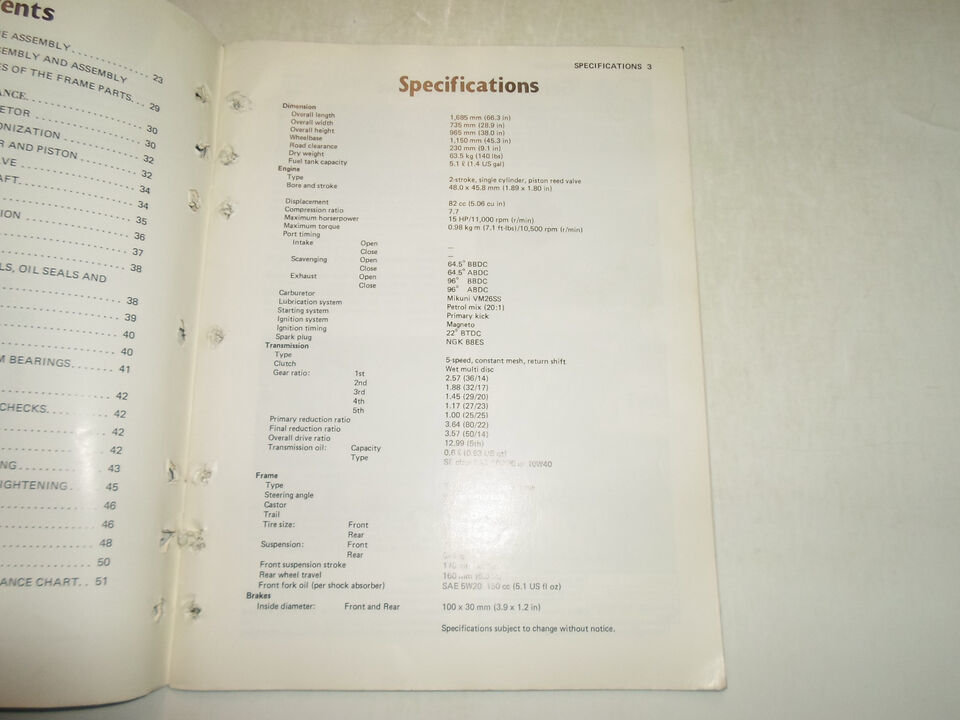 ents
E ASSEMBLY 23
EMBLY AND ASSEMBLY
ES OF THE FRAME PARTS... 29
ANCE. 30
ETOR 30
ONIZATION 32
R AND PISTON 32
VE 34
AFT. 34
35
ION 36
37
38
LS, OIL SEALS AND
38
39
40
40
M BEARINGS. 41
42
CHECKS. 42
42
42
NG 43
IGHTENING 45
46
46
48
50
ANCE CHART. . 51
SPECIFICATIONS 3
Specifications
Dimension
Overall length 1,685 mm (66.3 in)
Overall width 735 mm (28.9 in)
Overall height 965 mm (38.0 in)
Wheelbase 1,150 mm (45.3 in)
Road clearance 230 mm (9.1 in)
Dry weight 63.5 kg (140 lbs)
Fuel tank capacity 5.1 ℓ (1.4 US gal)
Engine
Type 2-stroke, single cylinder, piston reed valve
Bore and stroke 48.0 x 45.8 mm (1.89 x 1.80 in)
Displacement 82 cc (5.06 cu in)
Compression ratio 7.7
Maximum horsepower 15 HP/11,000 rpm (r/min)
Maximum torque 0.98 kg m (7.1 ft-lbs)/10,500 rpm (r/min)
Port timing
Intake Open —
Close —
Scavenging Open 64.5° BBDC
Close 64.5° ABDC
Exhaust Open 96° BBDC
Close 96° ABDC
Carburetor Mikuni VM26SS
Lubrication system Petrol mix (20:1)
Starting system Primary kick
Ignition system Magneto
Ignition timing 22° BTDC
Spark plug NGK B8ES
Transmission
Type 5-speed, constant mesh, return shift
Clutch Wet multi disc
Gear ratio: 1st 2.57 (36/14)
2nd 1.88 (32/17)
3rd 1.45 (29/20)
4th 1.17 (27/23)
5th 1.00 (25/25)
Primary reduction ratio 3.64 (80/22)
Final reduction ratio 3.57 (50/14)
Overall drive ratio 12.99 (5th)
Transmission oil: Capacity 0.6 ℓ (0.63 US qt)
Type SE class SAE or 10W40
Frame
Type
Steering angle
Castor
Trail
Tire size: Front
Rear
Suspension: Front
Rear
Front suspension stroke 170
Rear wheel travel 160 mm
Front fork oil (per shock absorber) SAE 5W20 150 cc (5.1 US fl oz)
Brakes
Inside diameter: Front and Rear 100 x 30 mm (3.9 x 1.2 in)
Specifications subject to change without notice.